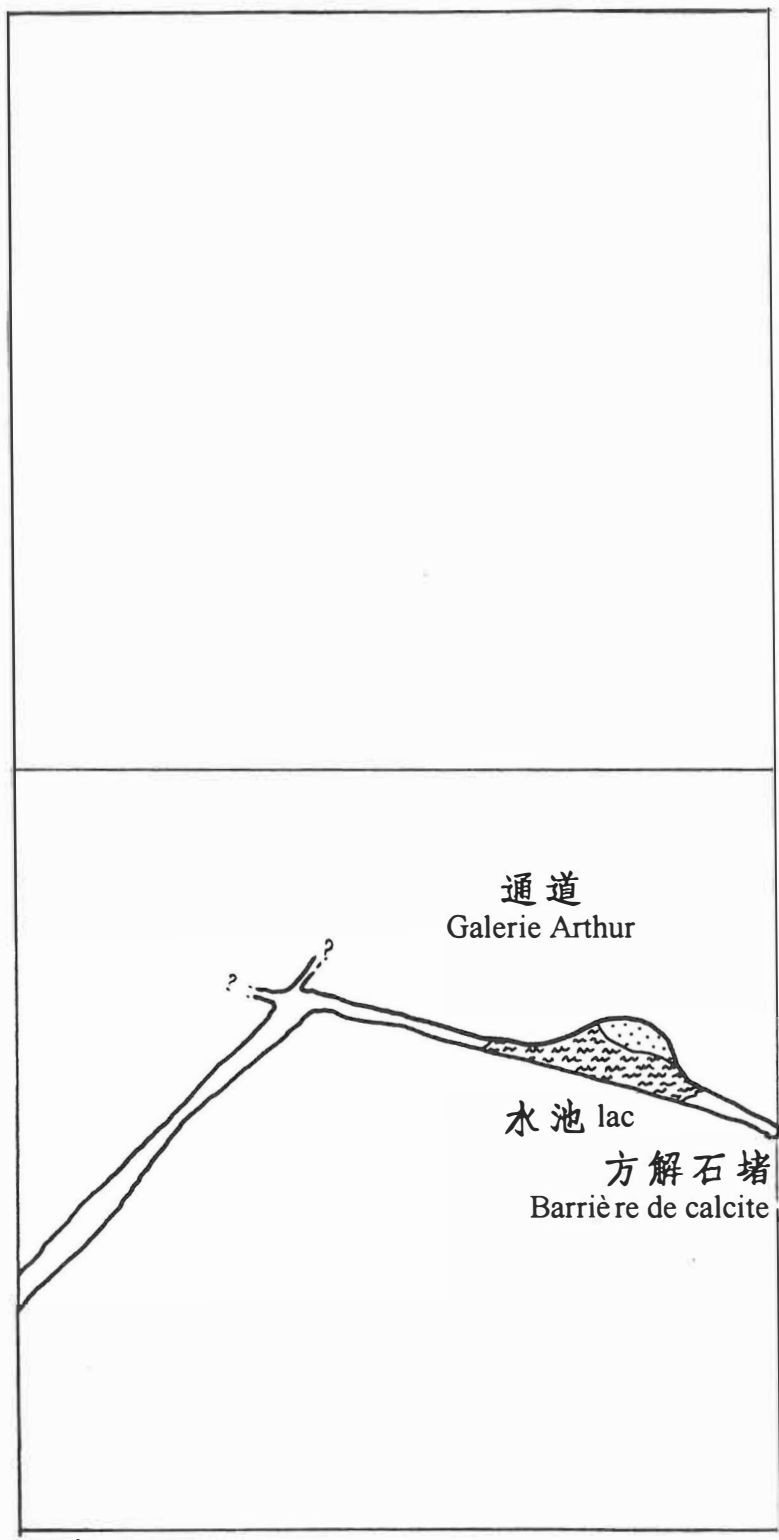 通道
Galerie Arthur
?
?
水池 lac
方解石堵
Barrière de calcite